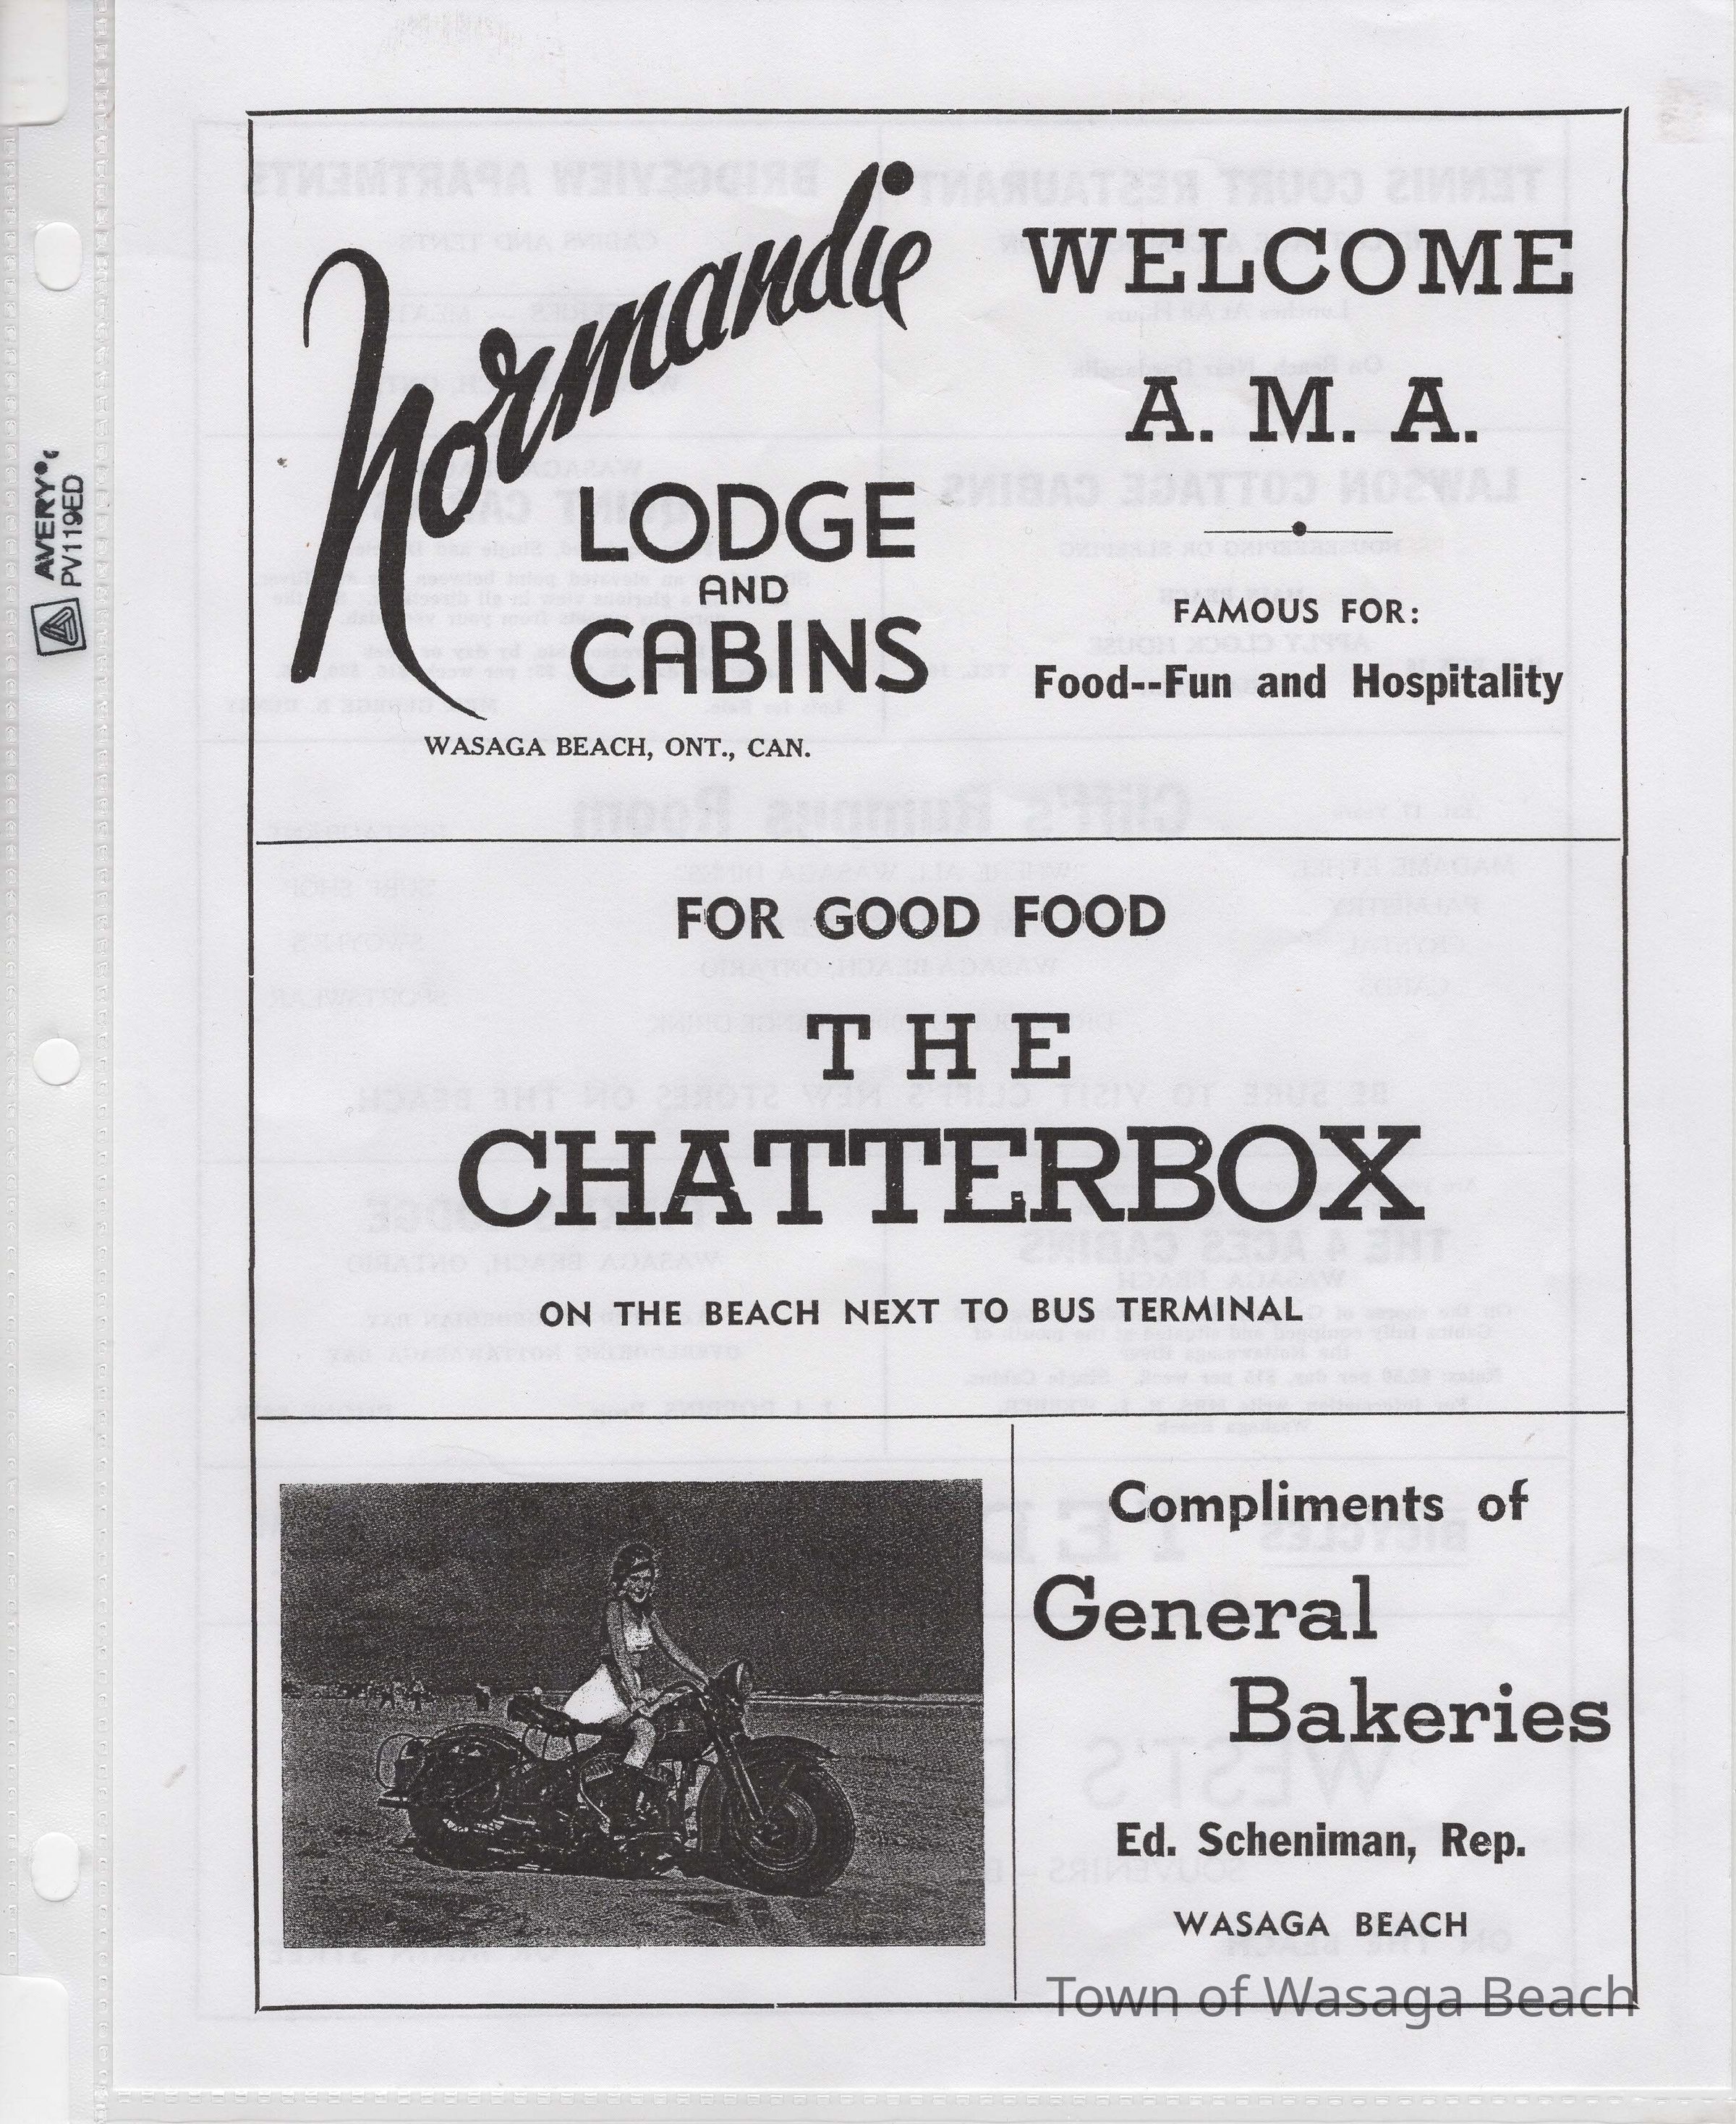 Normandie
LODGE
AND
CABINS
WASAGA BEACH, ONT., CAN.
WELCOME
A. M. A.
FAMOUS FOR:
Food--Fun and Hospitality
FOR GOOD FOOD
THE
CHATTERBOX
ON THE BEACH NEXT TO BUS TERMINAL
Compliments of
General
Bakeries
Ed. Scheniman, Rep.
WASAGA BEACH
Town of Wasaga Beach
AVERY
PV119ED